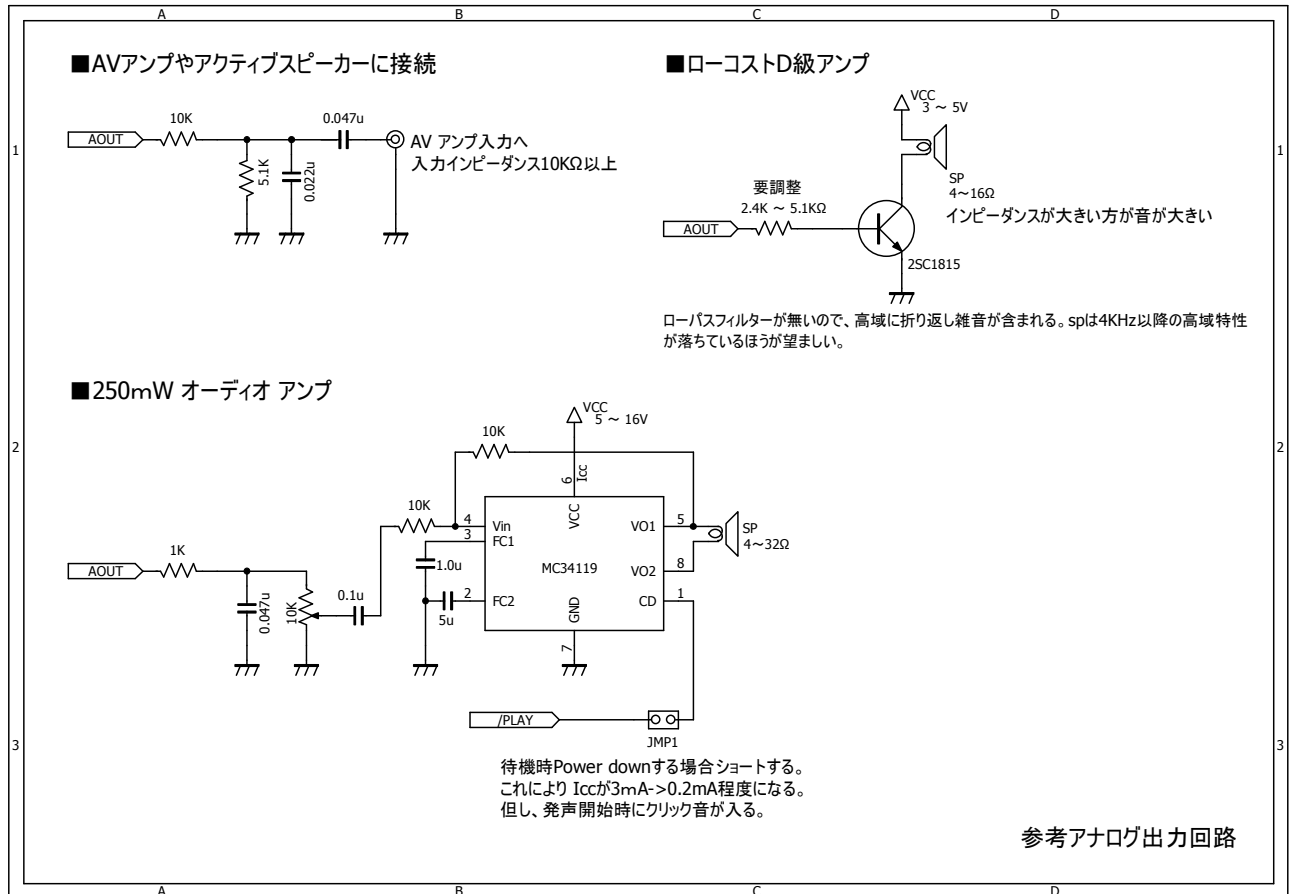 A B C D
■AVアンプやアクティブスピーカーに接続
AOUT
10K
5.1K
0.022u
0.047u
AV アンプ入力へ
入力インピーダンス10KΩ以上
■ローコストD級アンプ
VCC
3 ～ 5V
SP
4～16Ω
インピーダンスが大きい方が音が大きい
要調整
2.4K ～ 5.1KΩ
AOUT
2SC1815
ローパスフィルターが無いので、高域に折り返し雑音が含まれる。spは4KHz以降の高域特性
が落ちているほうが望ましい。
1 1
■250mW オーディオ アンプ
VCC
5 ～ 16V
10K
6
Icc
10K
4 Vin VCC VO1 5
3 FC1
SP
4～32Ω
1K
AOUT
0.047u
10K
0.1u
1.0u
MC34119
VO2 8
5u
2 FC2 GND CD 1
7
2 2
/PLAY
JMP1
待機時Power downする場合ショートする。
これにより Iccが3mA->0.2mA程度になる。
但し、発声開始時にクリック音が入る。
3 3
参考アナログ出力回路
A B C D